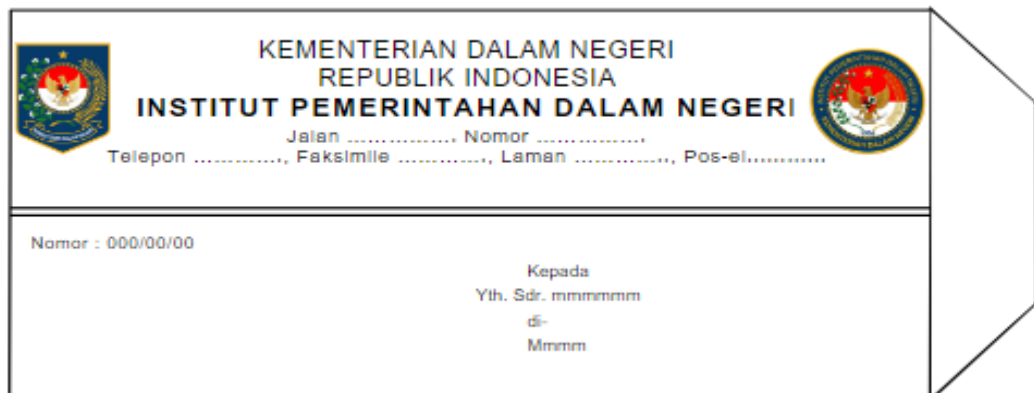 KEMENTERIAN DALAM NEGERI
REPUBLIK INDONESIA
INSTITUT PEMERINTAHAN DALAM NEGERI
Jalan ................ Nomor ...............
Telepon ............., Faksimile ............., Laman .............., Pos-el............
Nomor : 000/00/00
Kepada
Yth. Sdr. mmmmmm
di-
Mmmm